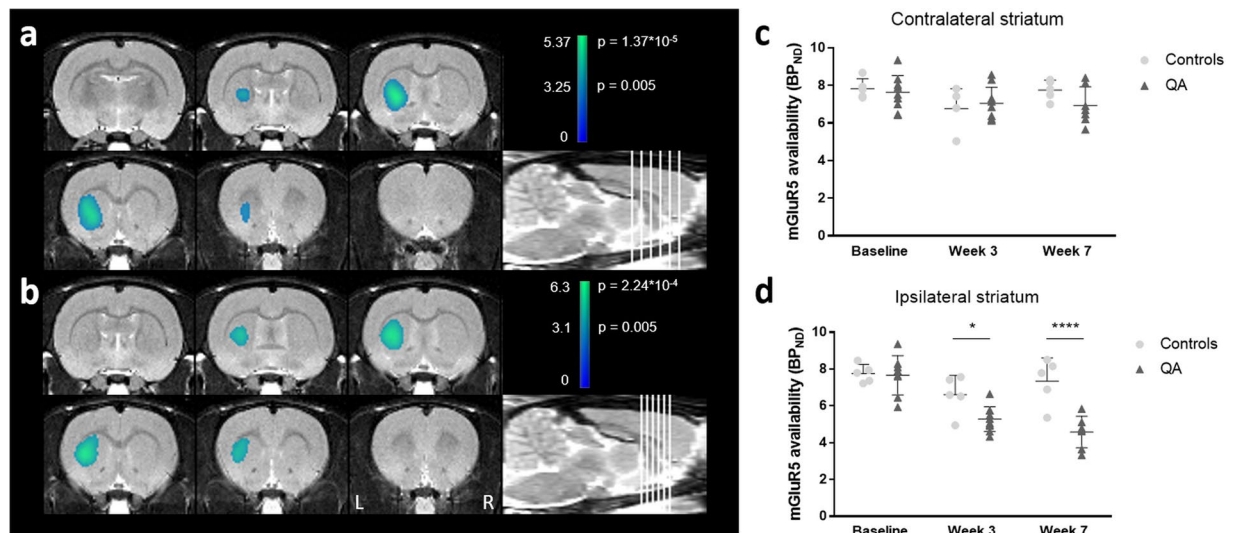 a
5.37
p = 1.37*10-5
3.25
p = 0.005
0
b
6.3
p = 2.24*10-4
3.1
p = 0.005
0
L
R
c
Contralateral striatum
mGluR5 availability (BPND)
10
8
6
4
2
0
Baseline
Week 3
Week 7
Controls
QA
d
Ipsilateral striatum
mGluR5 availability (BPND)
10
8
6
4
2
0
*
****
Baseline
Week 3
Week 7
Controls
QA